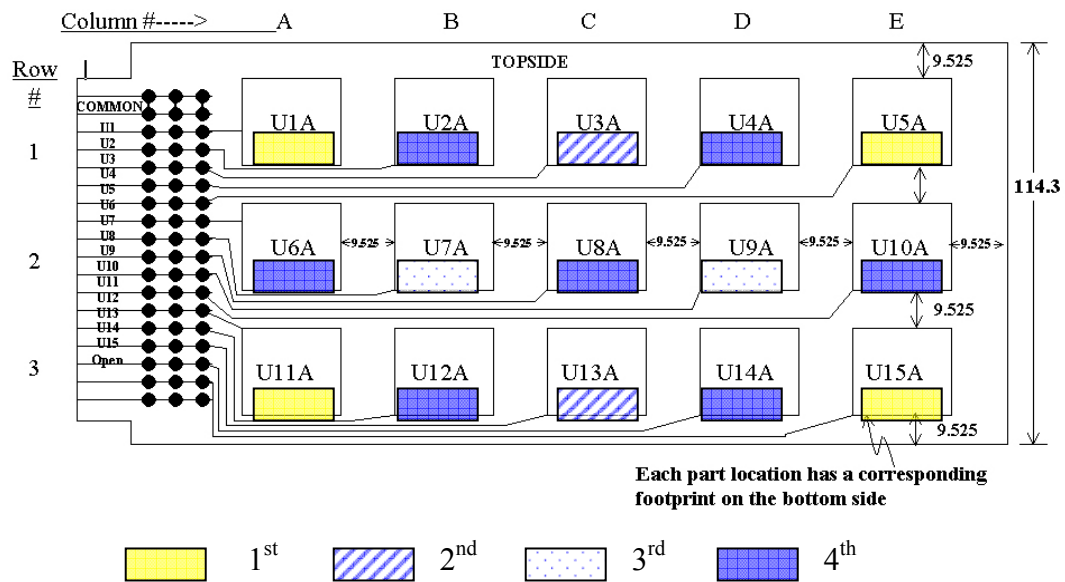 Column #-----> A B C D E
TOPSIDE
9.525
Row
#
COMMON
U1
U2
U3
U4
U5
U6
U7
U8
U9
U10
U11
U12
U13
U14
U15
Open
1
U1A U2A U3A U4A U5A
114.3
2
9.525 9.525 9.525 9.525 9.525
U6A U7A U8A U9A U10A
9.525
3
U11A U12A U13A U14A U15A
9.525
Each part location has a corresponding
footprint on the bottom side
1st 2nd 3rd 4th